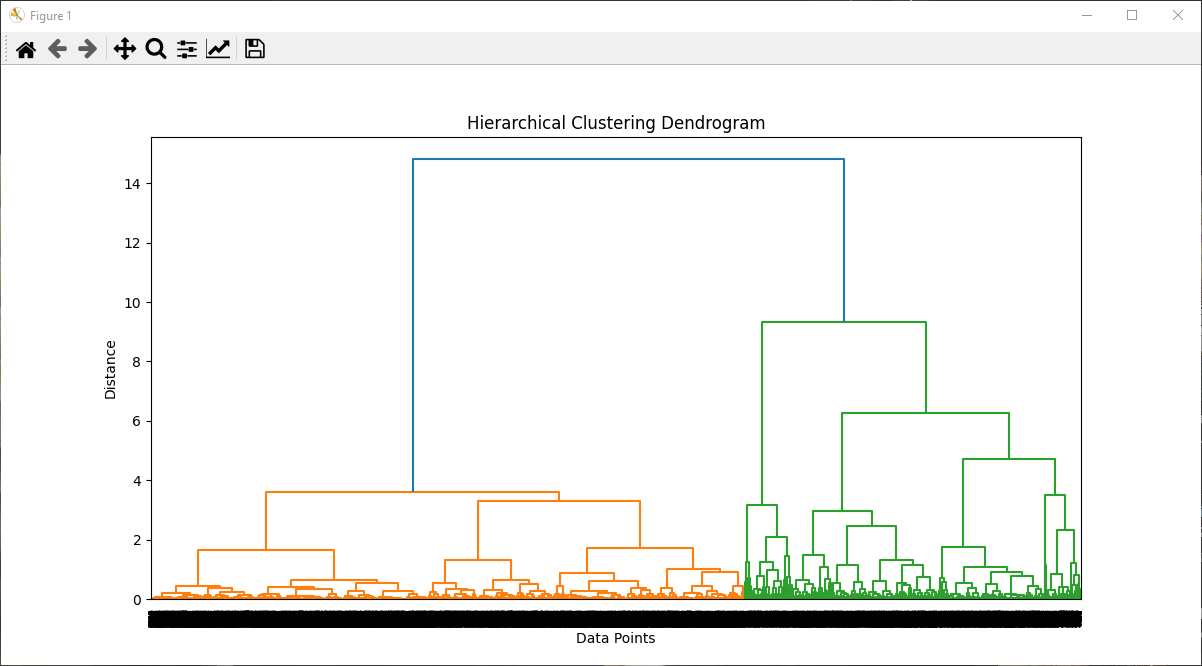 Figure 1
Hierarchical Clustering Dendrogram
14
12
10
8
6
4
2
0
Distance
Data Points